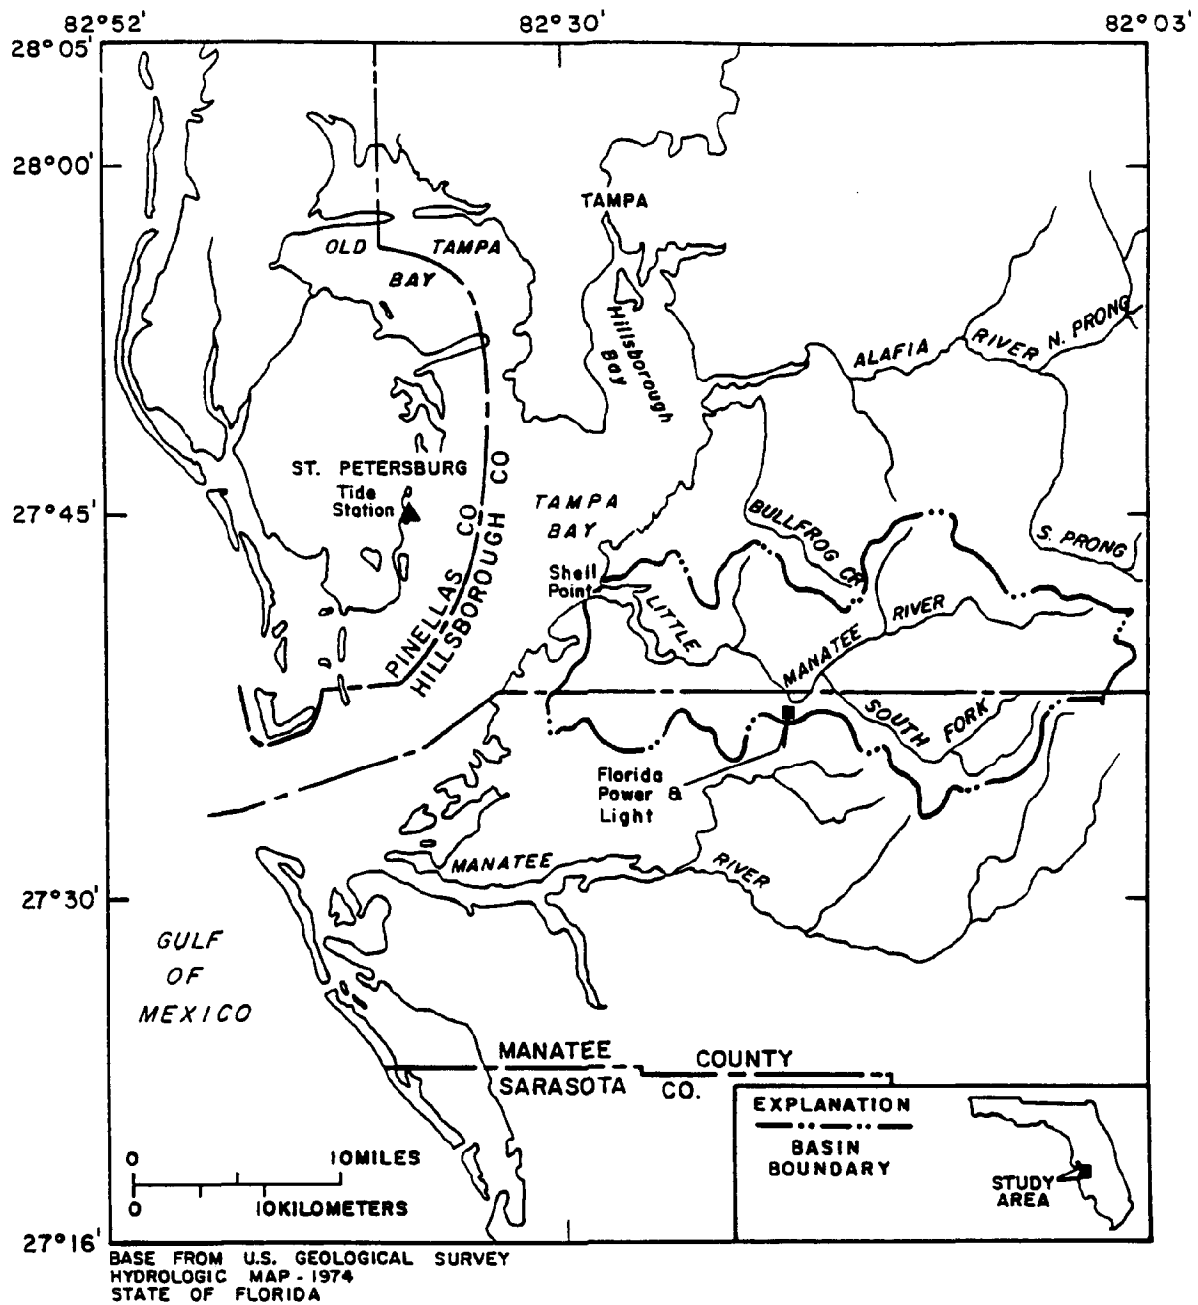 82°52'
82°30'
82°03'
28°05'
28°00'
TAMPA
OLD TAMPA
BAY
Hillsborough
Bay
ALAFIA
RIVER
N. PRONG
ST. PETERSBURG
Tide
Station
27°45'
PINELLAS CO
HILLSBOROUGH CO
TAMPA
BAY
BULLFROG CR
S. PRONG
Shell
Point
LITTLE
MANATEE
RIVER
SOUTH
FORK
Florida
Power &
Light
MANATEE
RIVER
27°30'
GULF
OF
MEXICO
MANATEE COUNTY
SARASOTA CO.
EXPLANATION
BASIN
BOUNDARY
STUDY
AREA
0 10 MILES
0 10 KILOMETERS
27°16'
BASE FROM U.S. GEOLOGICAL SURVEY
HYDROLOGIC MAP - 1974
STATE OF FLORIDA